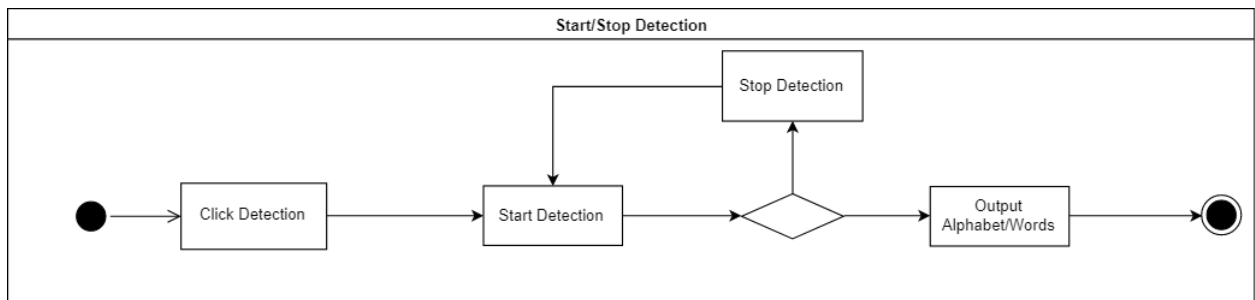 Start/Stop Detection
Stop Detection
Click Detection
Start Detection
Output
Alphabet/Words